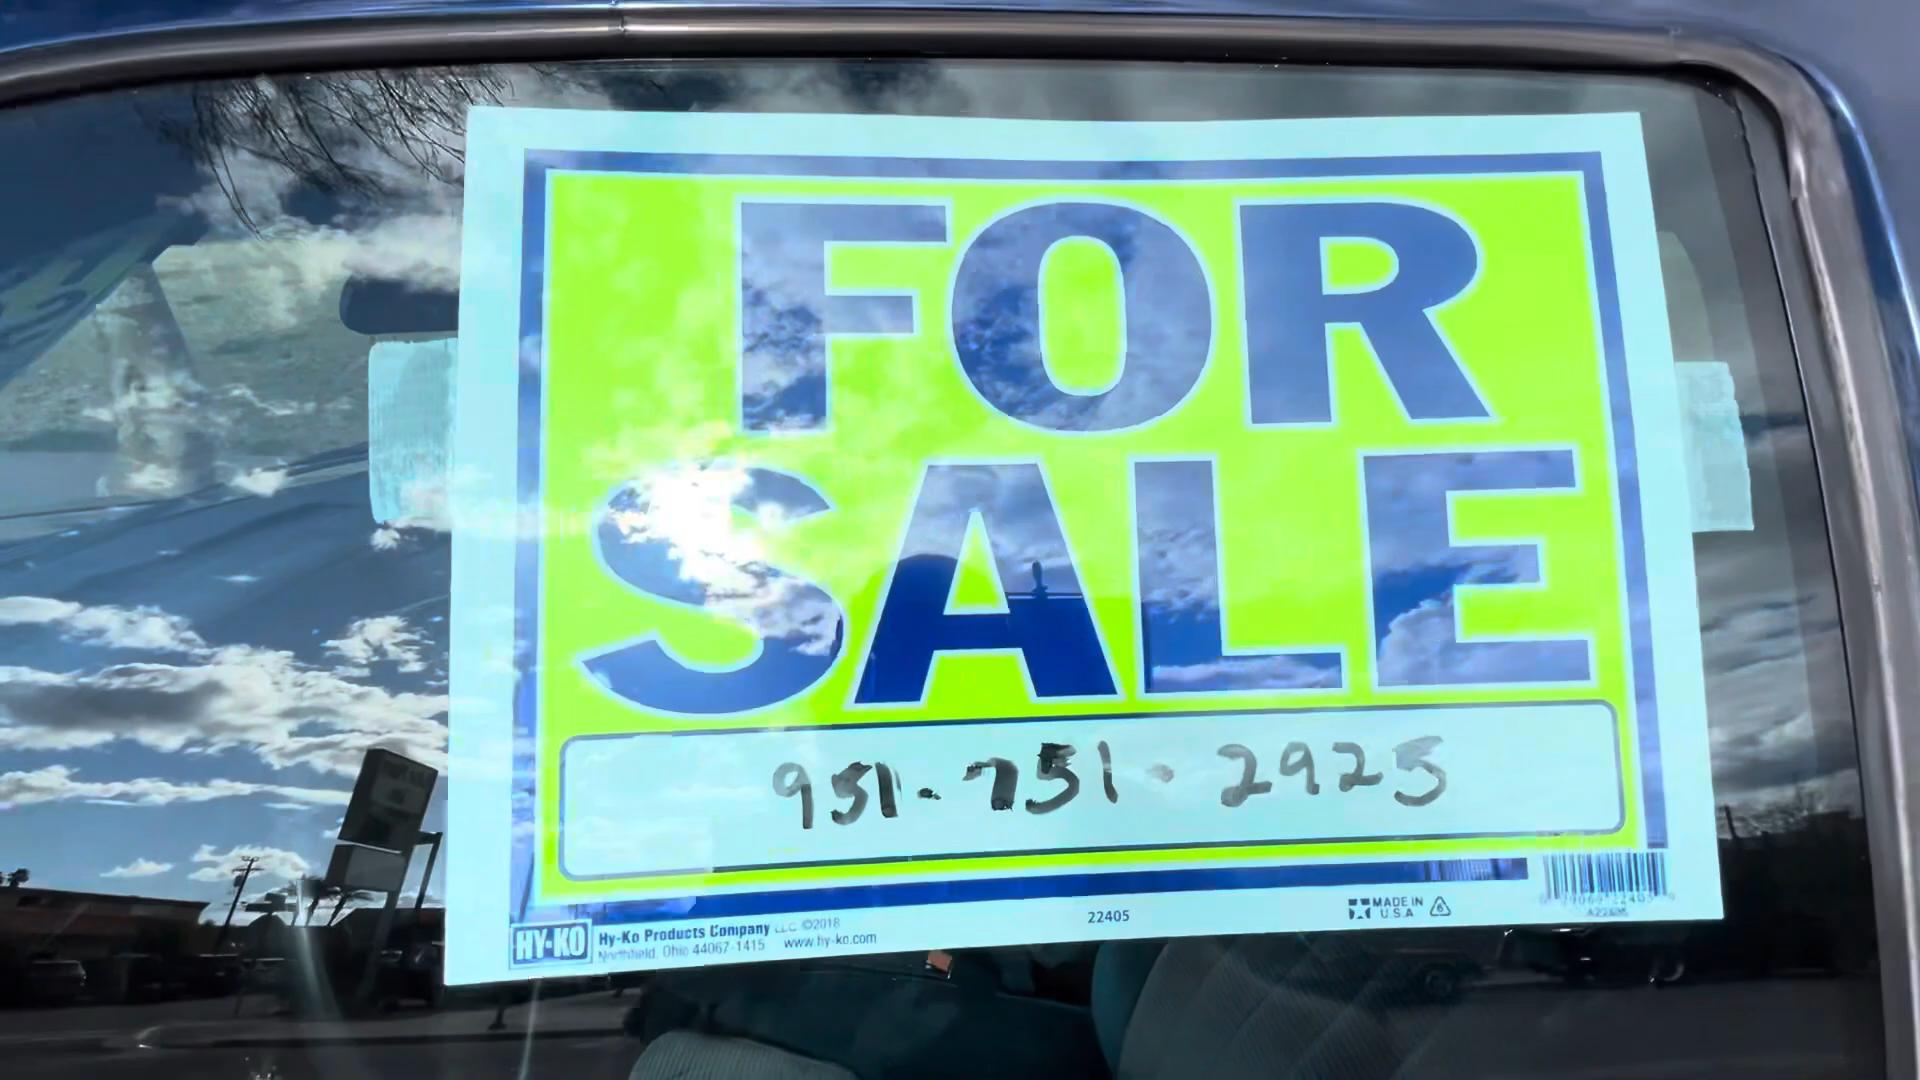 FOR
SALE
951-751-2925
HY-KO
Hy-Ko Products Company LLC ©2018
Northfield, Ohio 44067-1415 www.hy-ko.com
22405
MADE IN
U.S.A
6